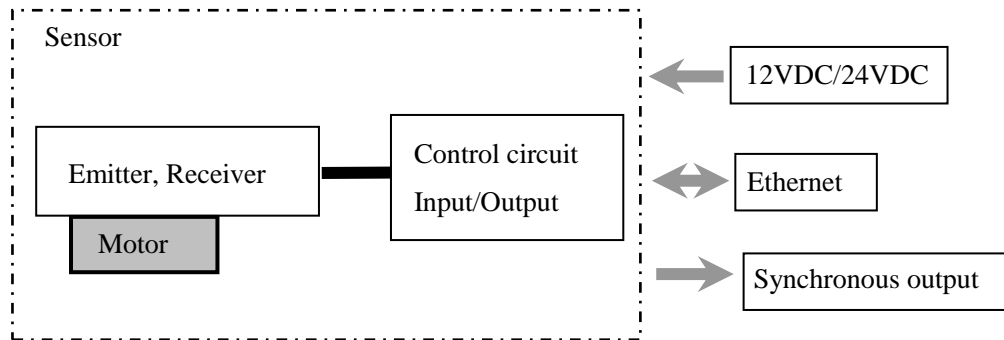 Sensor
Emitter, Receiver
Motor
Control circuit
Input/Output
12VDC/24VDC
Ethernet
Synchronous output